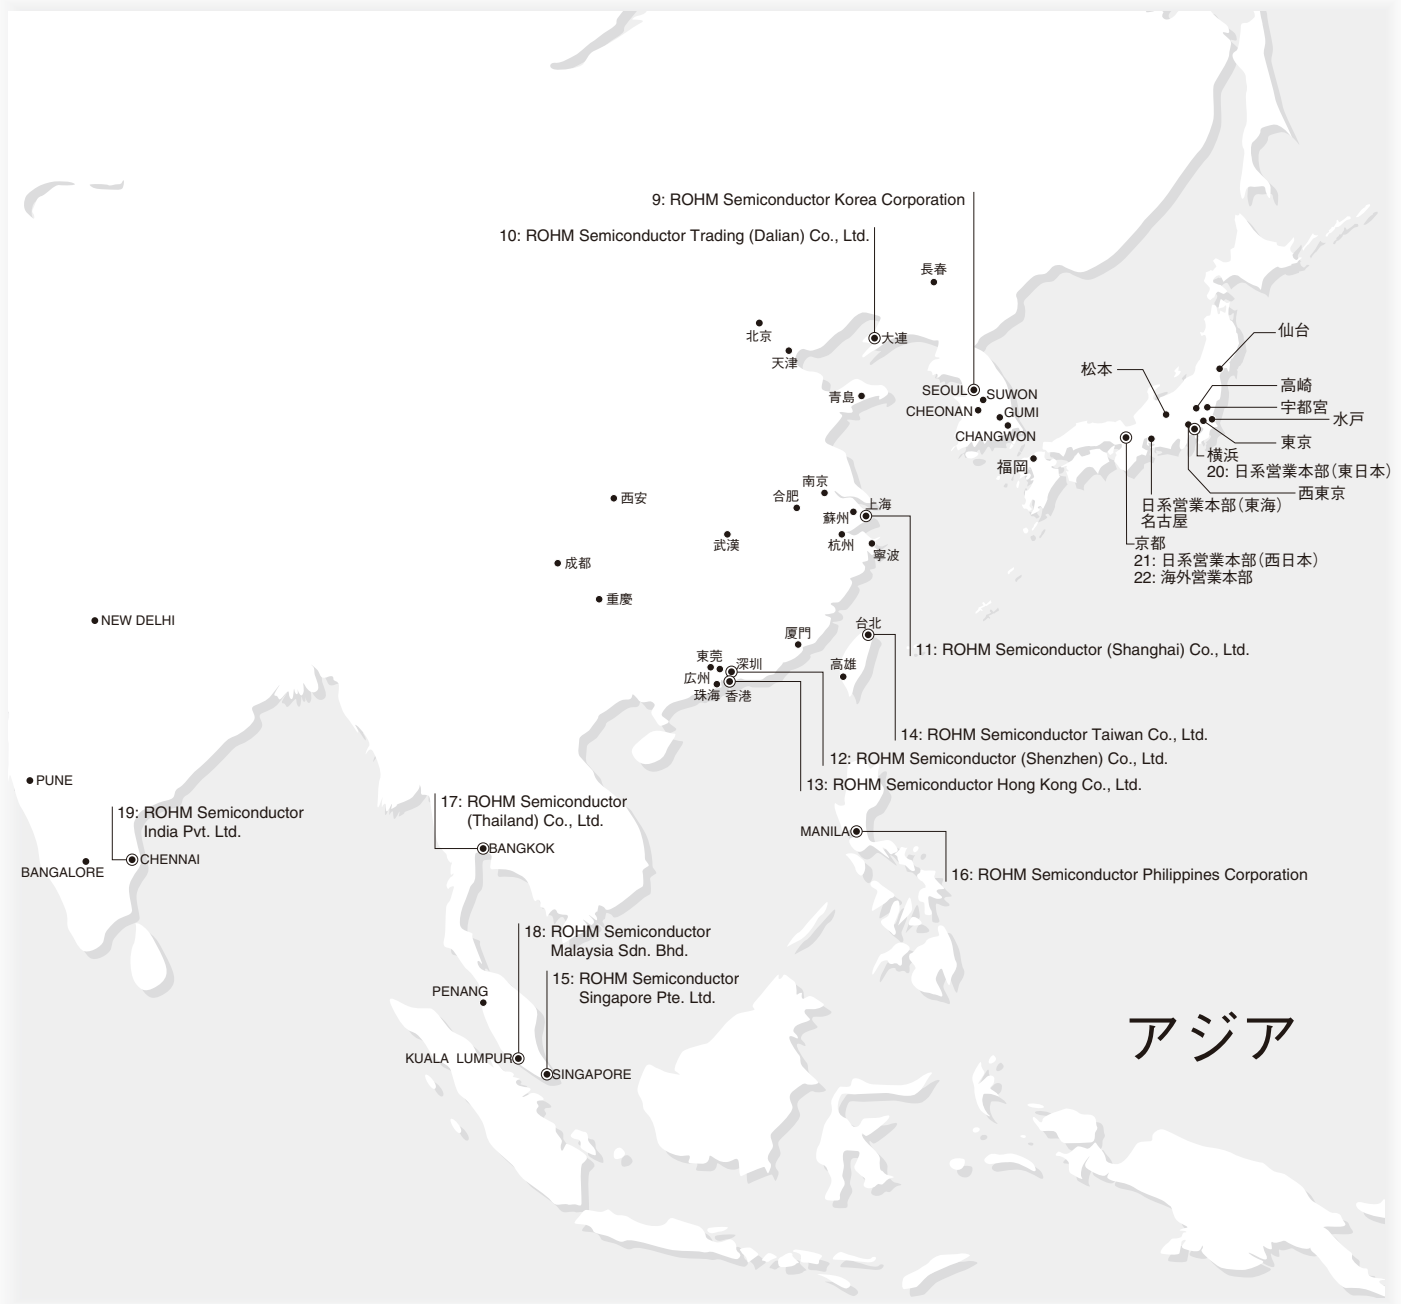 9: ROHM Semiconductor Korea Corporation
10: ROHM Semiconductor Trading (Dalian) Co., Ltd.
長春
北京
大連
天津
仙台
松本
高崎
SEOUL
SUWON
青島
CHEONAN
GUMI
宇都宮
水戸
CHANGWON
東京
横浜
福岡
20: 日系営業本部(東日本)
南京
西東京
合肥
西安
上海
蘇州
日系営業本部(東海)
名古屋
武漢
杭州
寧波
京都
21: 日系営業本部(西日本)
22: 海外営業本部
成都
重慶
NEW DELHI
台北
厦門
11: ROHM Semiconductor (Shanghai) Co., Ltd.
東莞
深圳
高雄
広州
珠海
香港
14: ROHM Semiconductor Taiwan Co., Ltd.
12: ROHM Semiconductor (Shenzhen) Co., Ltd.
PUNE
13: ROHM Semiconductor Hong Kong Co., Ltd.
19: ROHM Semiconductor
India Pvt. Ltd.
17: ROHM Semiconductor
(Thailand) Co., Ltd.
MANILA
BANGKOK
CHENNAI
BANGALORE
16: ROHM Semiconductor Philippines Corporation
18: ROHM Semiconductor
Malaysia Sdn. Bhd.
15: ROHM Semiconductor
Singapore Pte. Ltd.
PENANG
アジア
KUALA LUMPUR
SINGAPORE